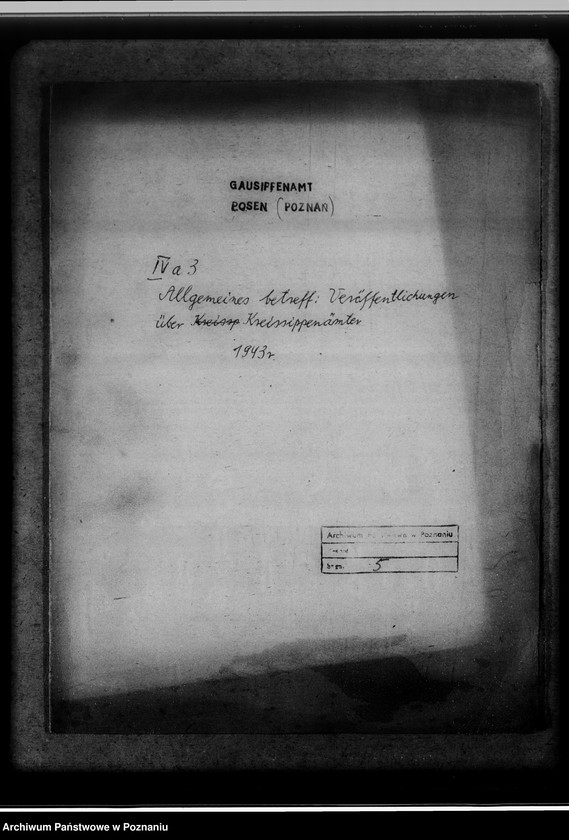 GAUSIPPENAMT
POSEN (POZNAŃ)
IV a 3
Allgemeines betreff: Veröffentlichungen
über Kreissp Kreissippenämter
1943r.
Archiwum Państwowe w Poznaniu
5
Archiwum Państwowe w Poznaniu